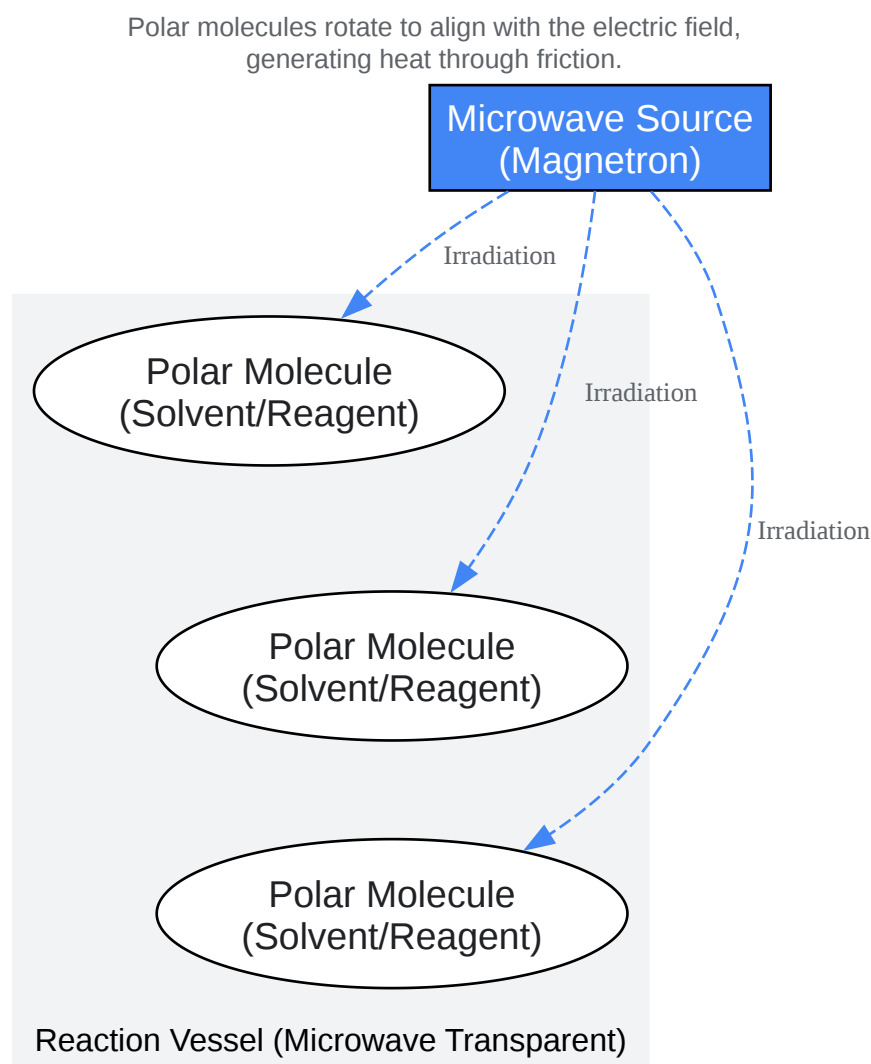 Polar molecules rotate to align with the electric field,
generating heat through friction.
Microwave Source
(Magnetron)
Irradiation
Polar Molecule
(Solvent/Reagent)
Irradiation
Irradiation
Polar Molecule
(Solvent/Reagent)
Polar Molecule
(Solvent/Reagent)
Reaction Vessel (Microwave Transparent)